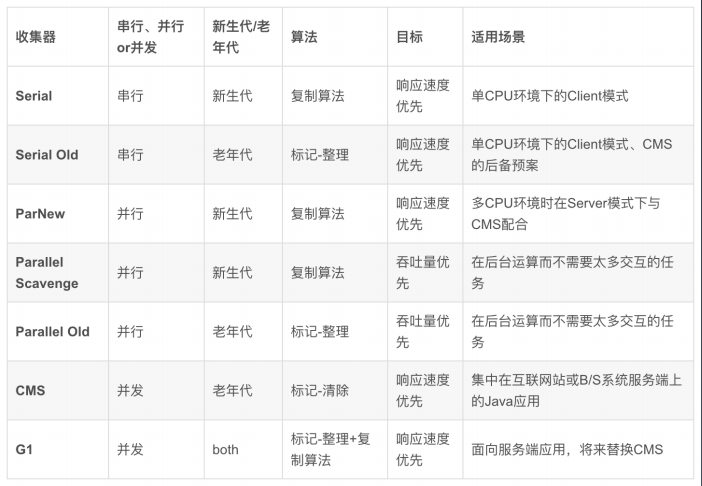 收集器
串行、并行
or并发
新生代/老
年代
算法
目标
适用场景
Serial
串行
新生代
复制算法
响应速度
优先
单CPU环境下的Client模式
Serial Old
串行
老年代
标记-整理
响应速度
优先
单CPU环境下的Client模式、CMS
的后备预案
ParNew
并行
新生代
复制算法
响应速度
优先
多CPU环境时在Server模式下与
CMS配合
Parallel
Scavenge
并行
新生代
复制算法
吞吐量优
先
在后台运算而不需要太多交互的任
务
Parallel Old
并行
老年代
标记-整理
吞吐量优
先
在后台运算而不需要太多交互的任
务
CMS
并发
老年代
标记-清除
响应速度
优先
集中在互联网站或B/S系统服务端上
的Java应用
G1
并发
both
标记-整理+复
制算法
响应速度
优先
面向服务端应用，将来替换CMS